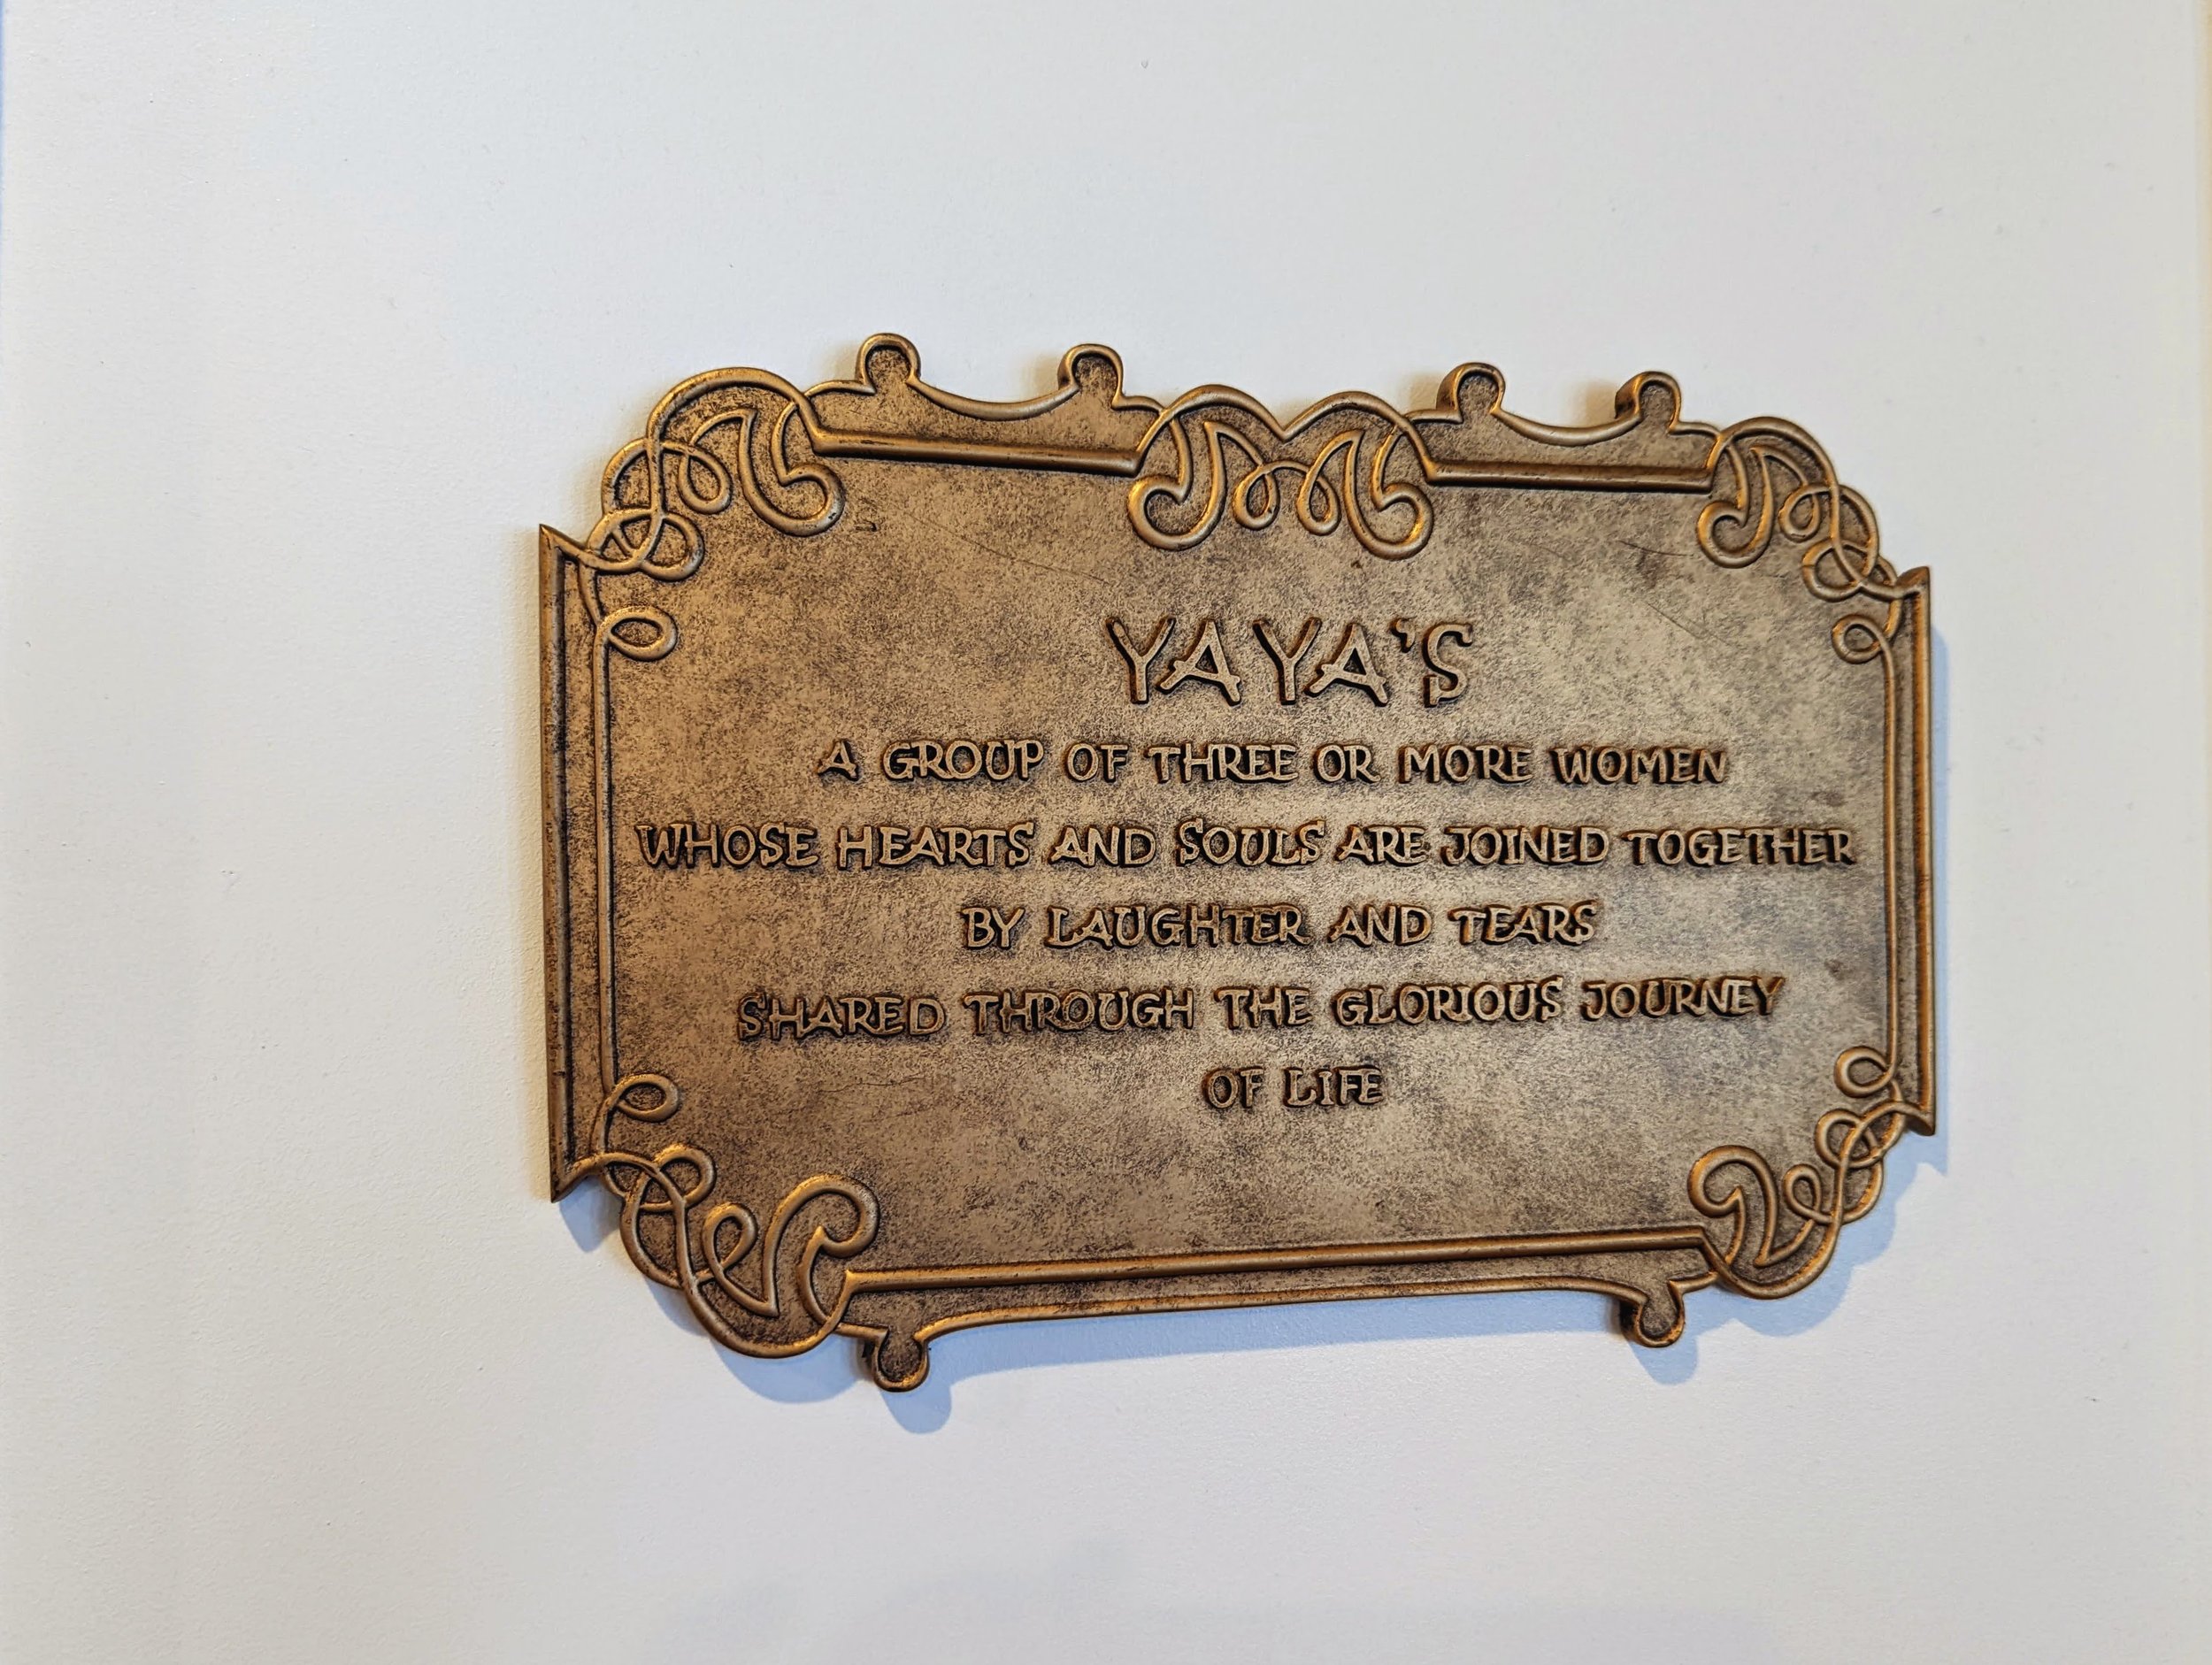 YAYA'S
A GROUP OF THREE OR MORE WOMEN
WHOSE HEARTS AND SOULS ARE JOINED TOGETHER
BY LAUGHTER AND TEARS
SHARED THROUGH THE GLORIOUS JOURNEY
OF LIFE